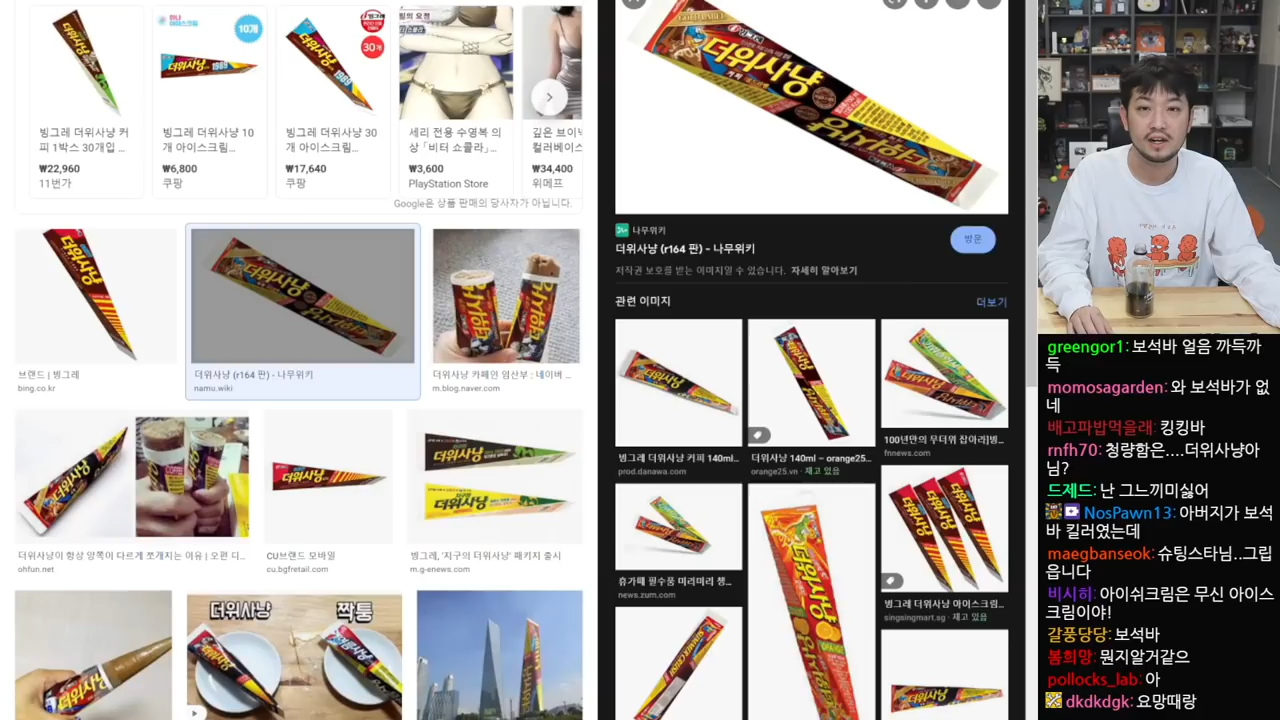 10개
30개
빙그레 더위사냥 커
피 1박스 30개입 ...
₩22,960
11번가
빙그레 더위사냥 10
개 아이스크림...
₩6,800
쿠팡
빙그레 더위사냥 30
개 아이스크림...
₩17,640
쿠팡
세리 전용 수영복 의
상 「비터 쇼콜라」...
₩3,600
PlayStation Store
깊은 브이넥
컬러베이스
₩34,400
위메프
Google은 상품 판매의 당사자가 아닙니다.
브랜드 | 빙그레
bing.co.kr
더위사냥 (r164 판) - 나무위키
namu.wiki
더위사냥 카페인 임산부 : 네이버 ...
m.blog.naver.com
더위사냥이 항상 양쪽이 다르게 쪼개지는 이유 | 오펀 디...
ohfun.net
CU브랜드 모바일
cu.bgfretail.com
빙그레, '지구의 더위사냥' 패키지 출시
m.g-enews.com
더위사냥
짝퉁
더위사냥
나무위키
더위사냥 (r164 판) - 나무위키
방문
저작권 보호를 받는 이미지일 수 있습니다. 자세히 알아보기
관련 이미지
더보기
빙그레 더위사냥 커피 140ml...
prod.danawa.com
더위사냥 140ml – orange25...
orange25.vn · 재고 있음
100년만의 무더위 잡아라]빙...
fnnews.com
휴가때 필수품 미리미리 챙...
news.zum.com
빙그레 더위사냥 아이스크림...
singsingmart.sg · 재고 있음
greengor1: 보석바 얼음 까득까
득
momosagarden: 와 보석바가 없
네
배고파밥먹을래: 킹킹바
rnfh70: 청량함은....더위사냥아
님?
드제드: 난 그느끼미싫어
NosPawn13: 아버지가 보석
바 킬러였는데
maegbanseok: 슈팅스타님..그립
읍니다
비시히: 아이쉬크림은 무신 아이스
크림이야!
갈풍당당: 보석바
봄희망: 뭔지알거같으
pollocks_lab: 아
dkdkdgk: 요망때랑